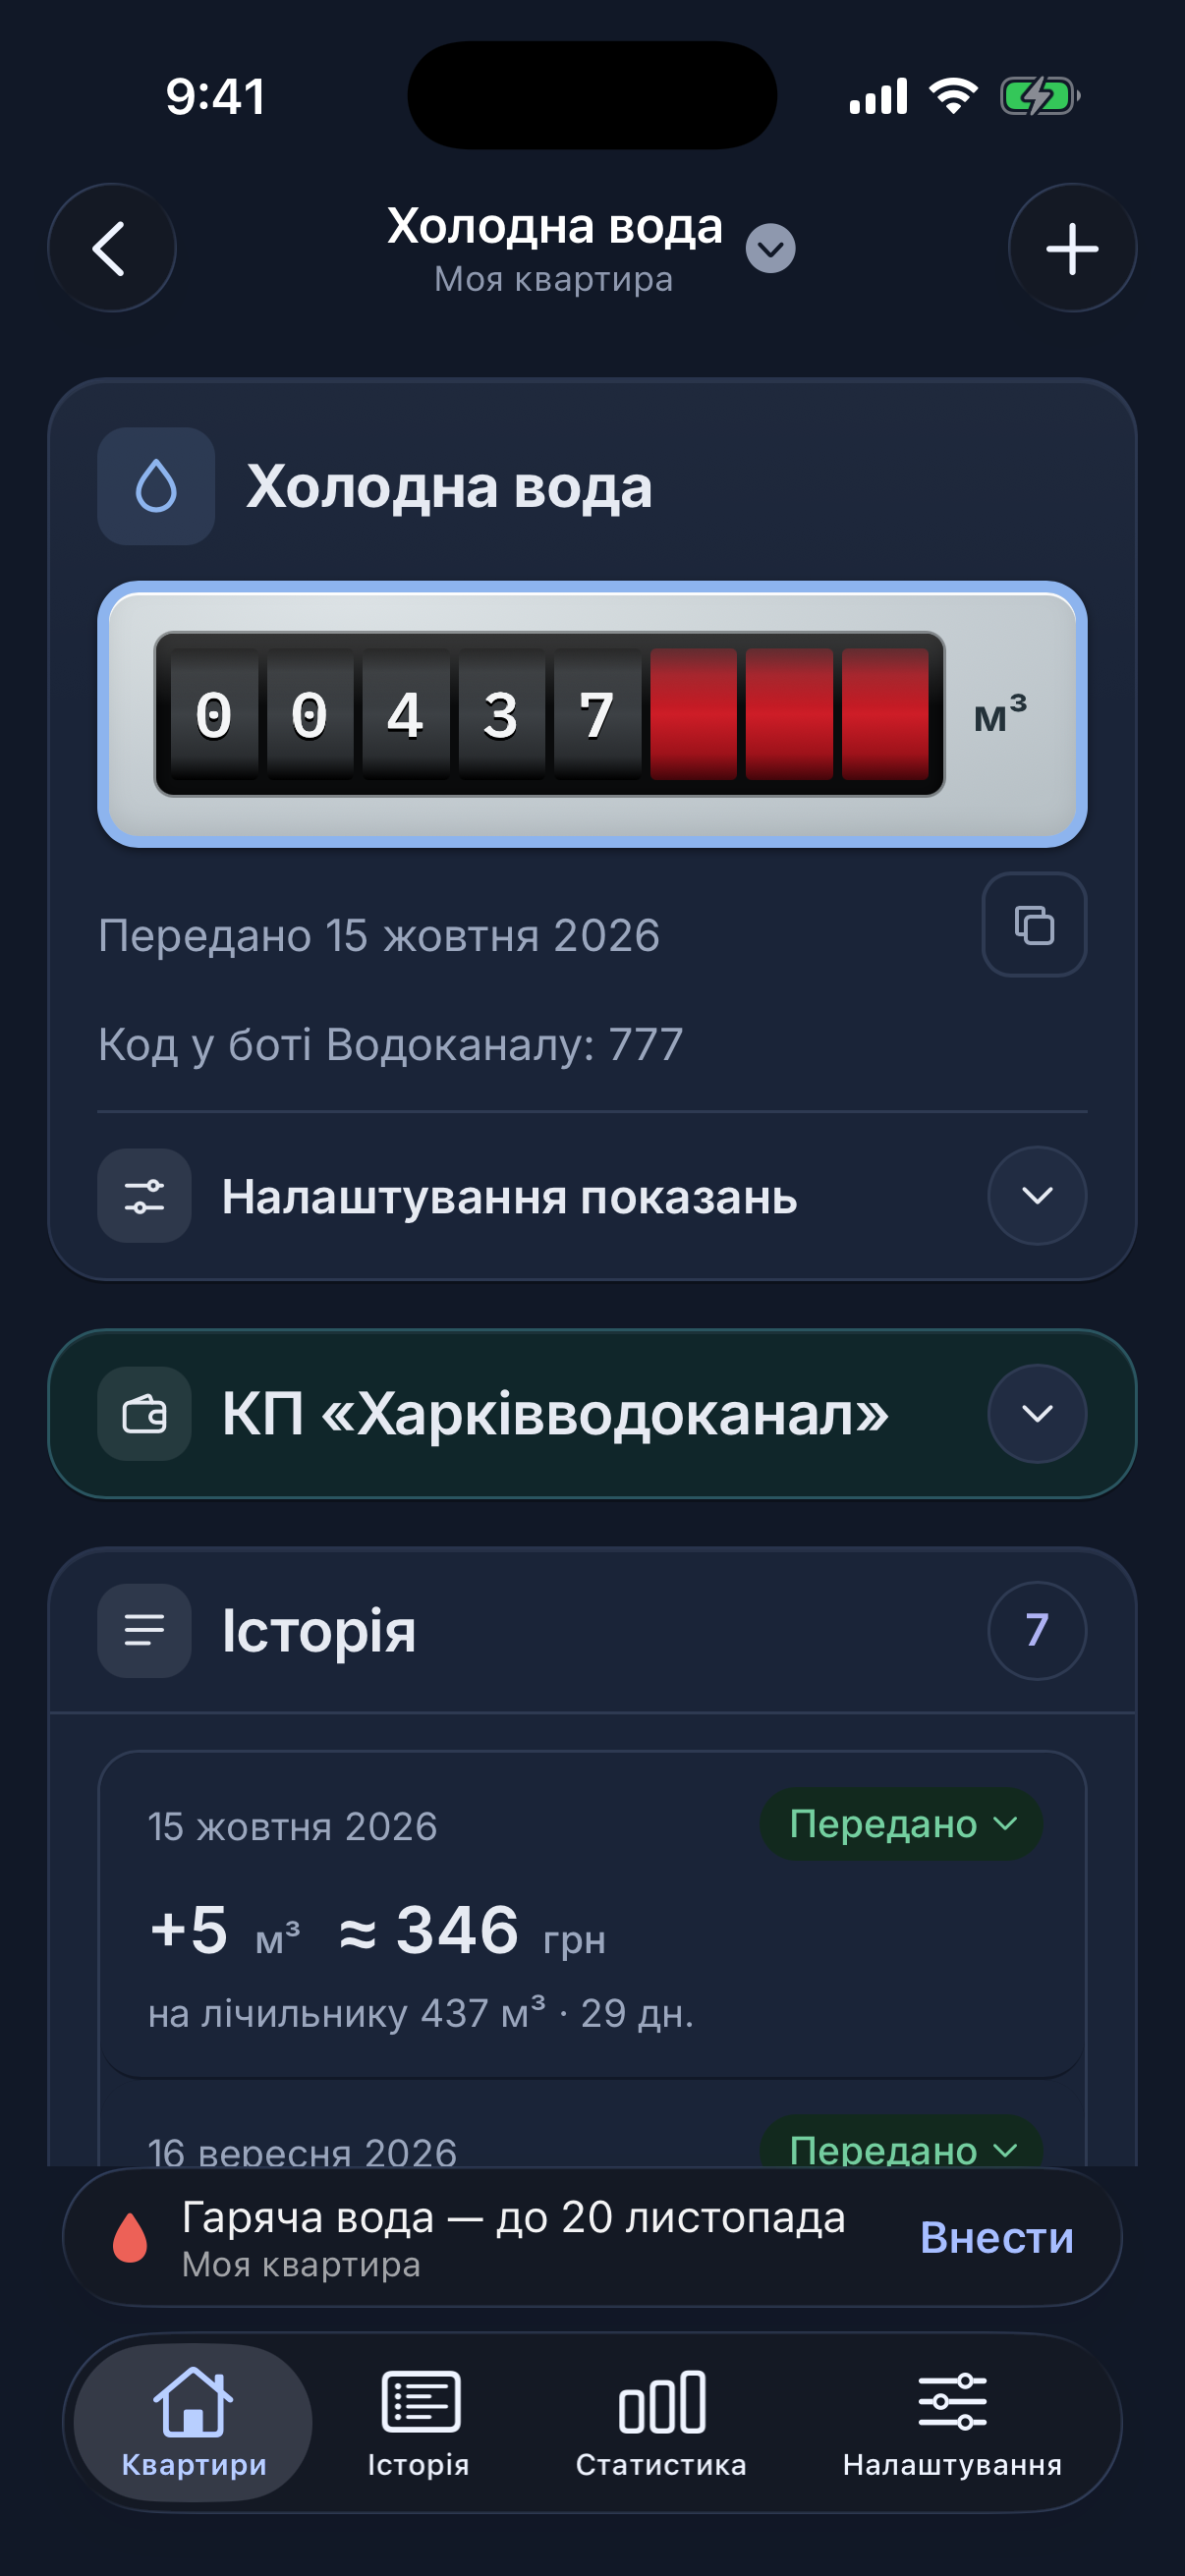 9:41
Холодна вода
Моя квартира
Холодна вода
0 0 4 3 7 м³
Передано 15 жовтня 2026
Код у боті Водоканалу: 777
Налаштування показань
КП «Харківводоканал»
Історія 7
15 жовтня 2026 Передано
+5 м³ ≈ 346 грн
на лічильнику 437 м³ · 29 дн.
16 вересня 2026 Передано
Гаряча вода — до 20 листопада
Моя квартира
Внести
Квартири Історія Статистика Налаштування